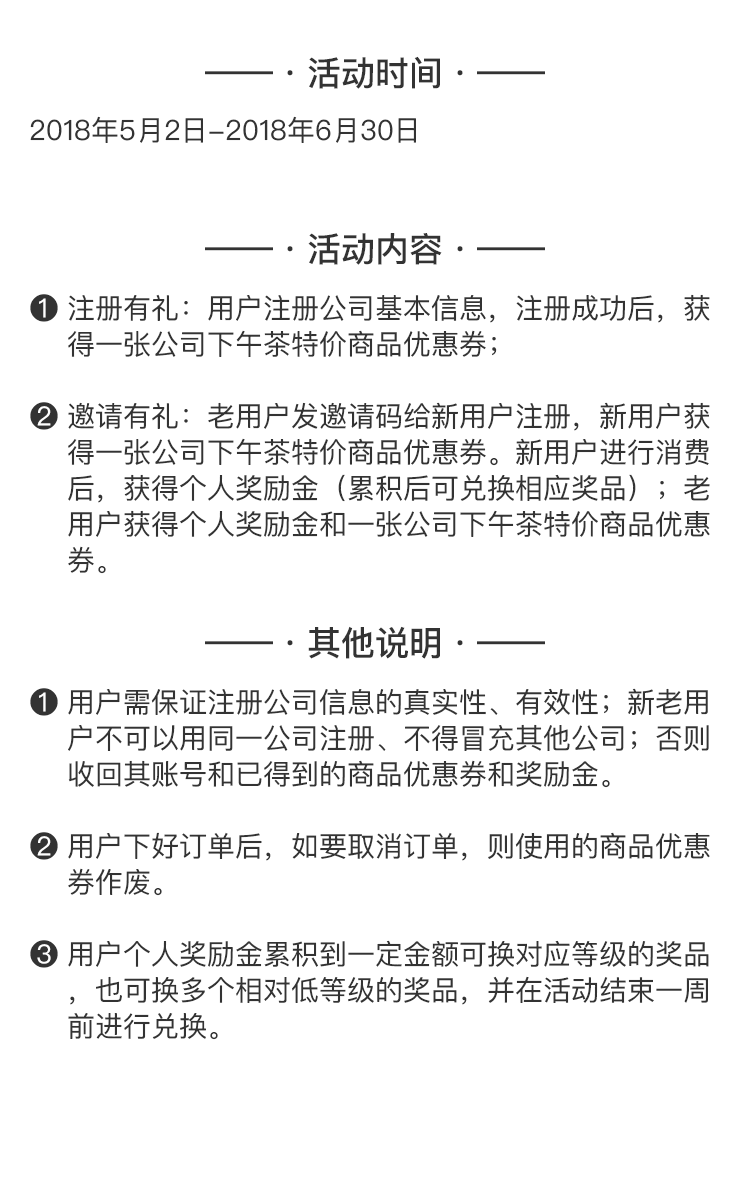 —— · 活动时间 · ——
2018年5月2日–2018年6月30日
—— · 活动内容 · ——
❶ 注册有礼：用户注册公司基本信息，注册成功后，获
得一张公司下午茶特价商品优惠券；
❷ 邀请有礼：老用户发邀请码给新用户注册，新用户获
得一张公司下午茶特价商品优惠券。新用户进行消费
后，获得个人奖励金（累积后可兑换相应奖品）；老
用户获得个人奖励金和一张公司下午茶特价商品优惠
券。
—— · 其他说明 · ——
❶ 用户需保证注册公司信息的真实性、有效性；新老用
户不可以用同一公司注册、不得冒充其他公司；否则
收回其账号和已得到的商品优惠券和奖励金。
❷ 用户下好订单后，如要取消订单，则使用的商品优惠
券作废。
❸ 用户个人奖励金累积到一定金额可换对应等级的奖品
，也可换多个相对低等级的奖品，并在活动结束一周
前进行兑换。